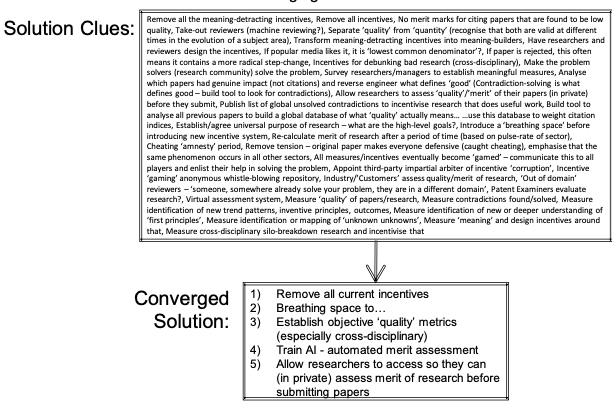 Solution Clues:
Remove all the meaning-detracting incentives, Remove all incentives, No merit marks for citing papers that are found to be low
quality, Take-out reviewers (machine reviewing?), Separate 'quality' from 'quantity' (recognise that both are valid at different
times in the evolution of a subject area), Transform meaning-detracting incentives into meaning-builders, Have researchers and
reviewers design the incentives, If popular media likes it, it is 'lowest common denominator'?, If paper is rejected, this often
means it contains a more radical step-change, Incentives for debunking bad research (cross-disciplinary), Make the problem
solvers (research community) solve the problem, Survey researchers/managers to establish meaningful measures, Analyse
which papers had genuine impact (not citations) and reverse engineer what defines 'good' (Contradiction-solving is what
defines good – build tool to look for contradictions), Allow researchers to assess 'quality'/'merit' of their papers (in private)
before they submit, Publish list of global unsolved contradictions to incentivise research that does useful work, Build tool to
analyse all previous papers to build a global database of what 'quality' actually means… …use this database to weight citation
indices, Establish/agree universal purpose of research – what are the high-level goals?, Introduce a 'breathing space' before
introducing new incentive system, Re-calculate merit of research after a period of time (based on pulse-rate of sector),
Cheating 'amnesty' period, Remove tension – original paper makes everyone defensive (caught cheating), emphasise that the
same phenomenon occurs in all other sectors, All measures/incentives eventually become 'gamed' – communicate this to all
players and enlist their help in solving the problem, Appoint third-party impartial arbiter of incentive 'corruption', Incentive
'gaming' anonymous whistle-blowing repository, Industry/'Customers' assess quality/merit of research, 'Out of domain'
reviewers – 'someone, somewhere already solve your problem, they are in a different domain', Patent Examiners evaluate
research?, Virtual assessment system, Measure 'quality' of papers/research, Measure contradictions found/solved, Measure
identification of new trend patterns, inventive principles, outcomes, Measure identification of new or deeper understanding of
'first principles', Measure identification or mapping of 'unknown unknowns', Measure 'meaning' and design incentives around
that, Measure cross-disciplinary silo-breakdown research and incentivise that
Converged
Solution:
1) Remove all current incentives
2) Breathing space to…
3) Establish objective 'quality' metrics
(especially cross-disciplinary)
4) Train AI - automated merit assessment
5) Allow researchers to access so they can
(in private) assess merit of research before
submitting papers